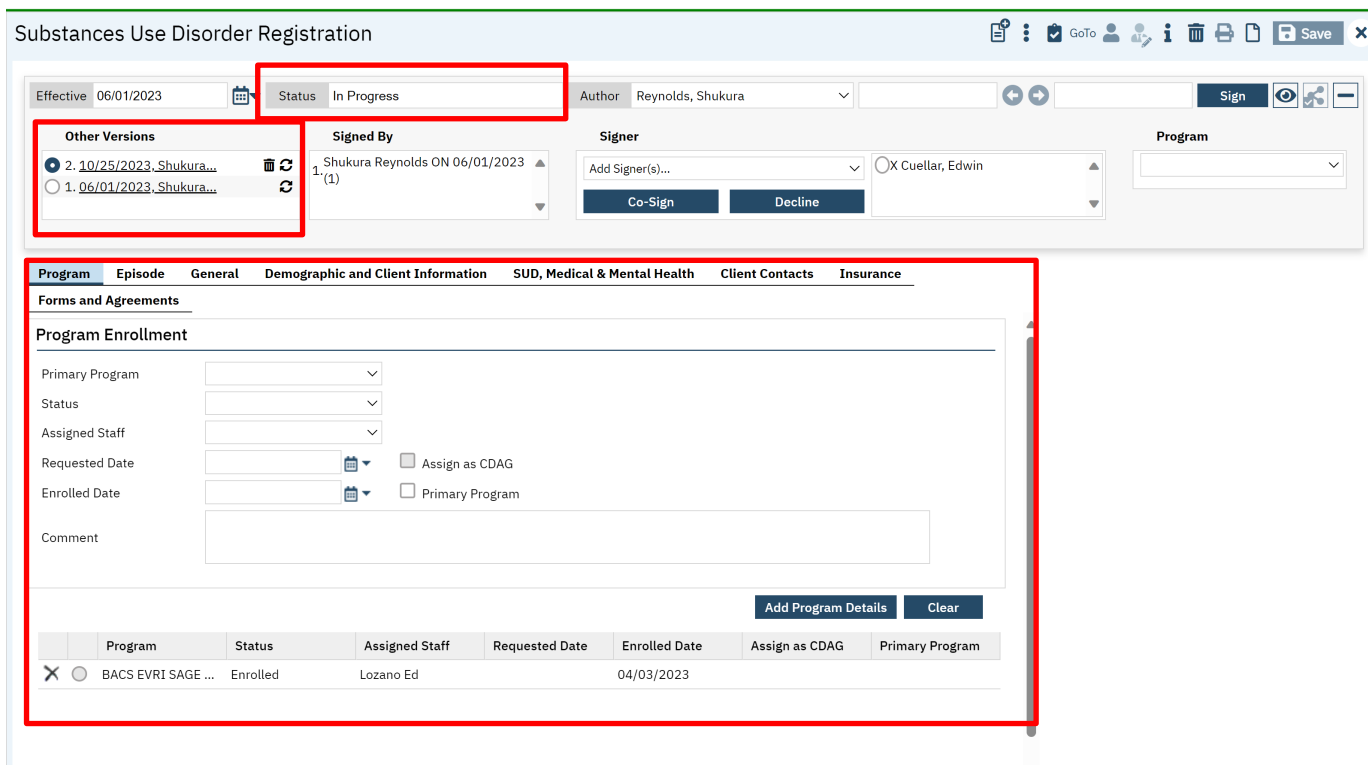 Substances Use Disorder Registration
GoTo
Save
Effective 06/01/2023
Status In Progress
Author Reynolds, Shukura
Sign
Other Versions
Signed By
Signer
Program
2. 10/25/2023, Shukura...
1. 06/01/2023, Shukura...
1. Shukura Reynolds ON 06/01/2023
(1)
Add Signer(s)...
Co-Sign
Decline
X Cuellar, Edwin
Program Episode General Demographic and Client Information SUD, Medical & Mental Health Client Contacts Insurance
Forms and Agreements
Program Enrollment
Primary Program
Status
Assigned Staff
Requested Date
Assign as CDAG
Enrolled Date
Primary Program
Comment
Add Program Details
Clear
Program Status Assigned Staff Requested Date Enrolled Date Assign as CDAG Primary Program
BACS EVRI SAGE ... Enrolled Lozano Ed 04/03/2023